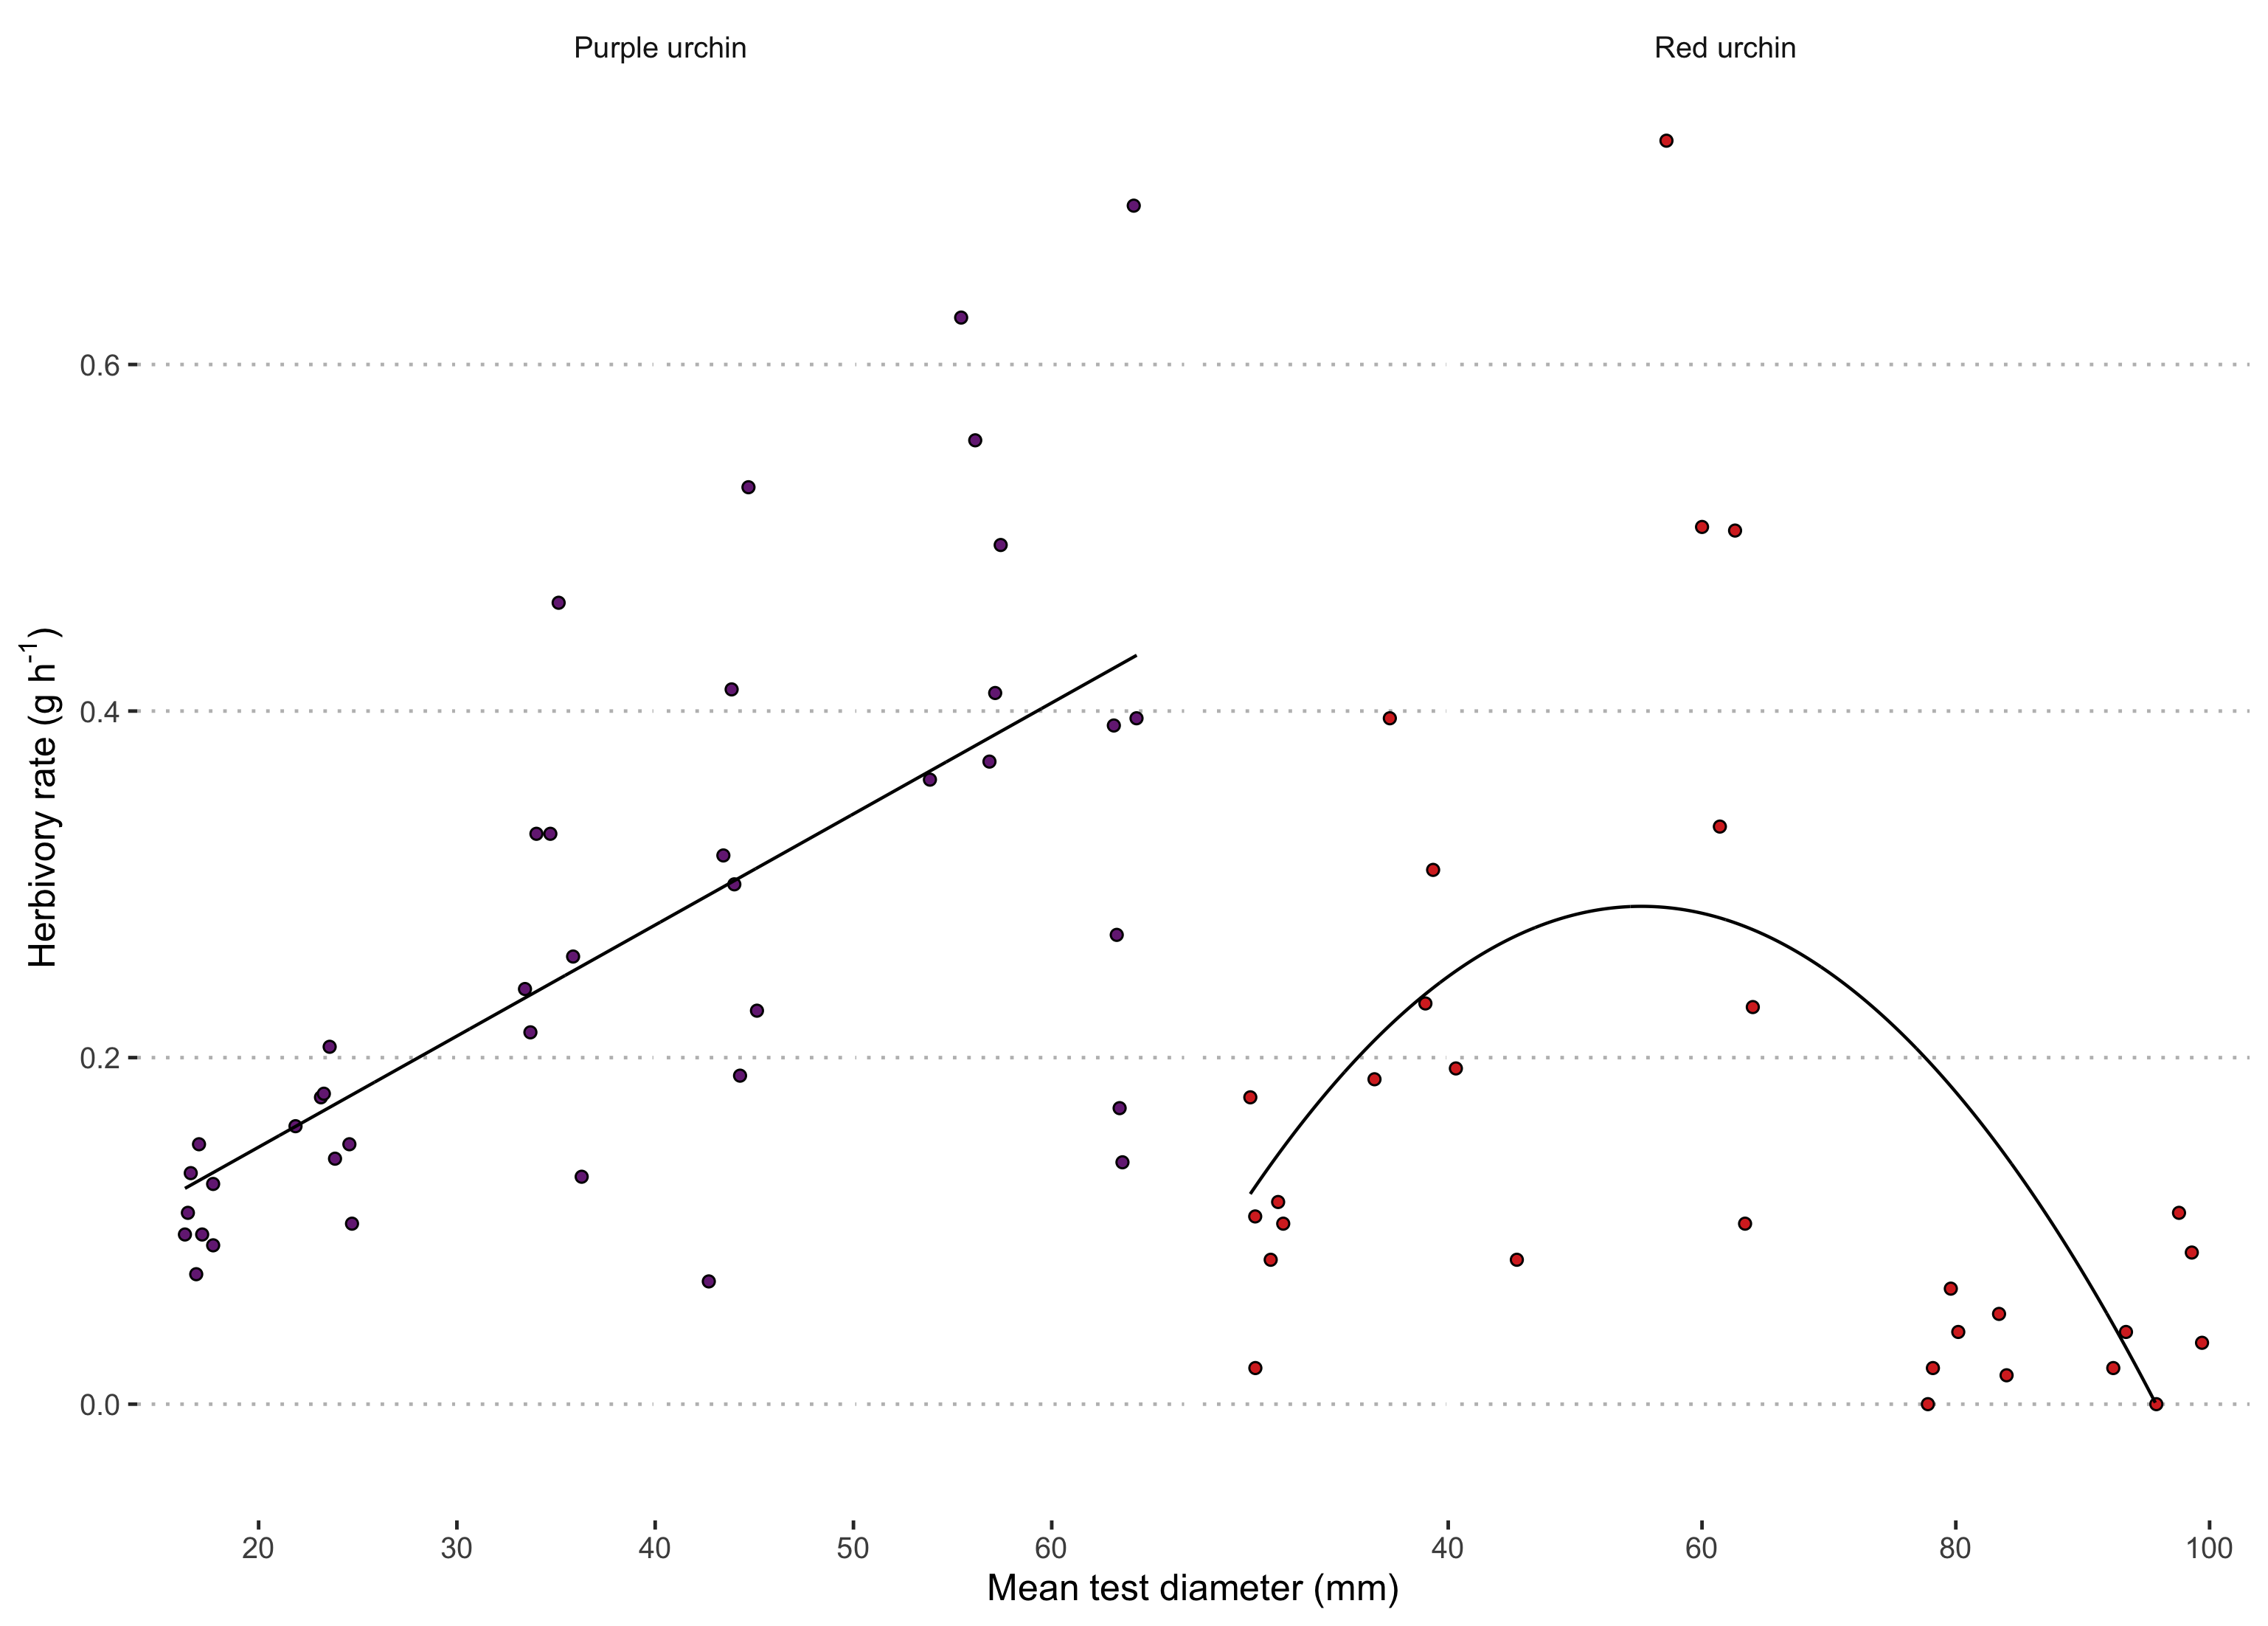 Purple urchin
Red urchin
Herbivory rate (g h-1)
0.6
0.4
0.2
0.0
20 30 40 50 60
40 60 80 100
Mean test diameter (mm)